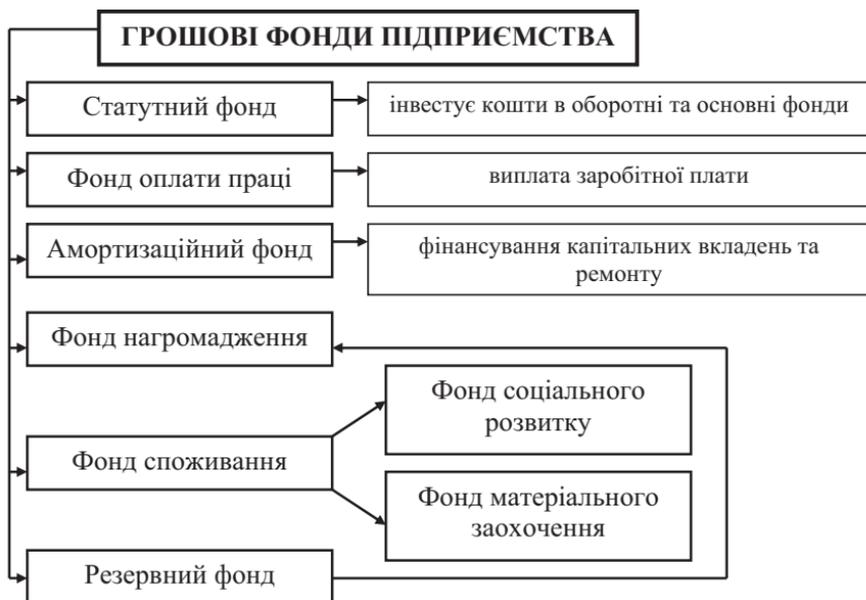 ГРОШОВІ ФОНДИ ПІДПРИЄМСТВА
Статутний фонд
інвестує кошти в оборотні та основні фонди
Фонд оплати праці
виплата заробітної плати
Амортизаційний фонд
фінансування капітальних вкладень та
ремонту
Фонд нагромадження
Фонд соціального
розвитку
Фонд споживання
Фонд матеріального
заохочення
Резервний фонд